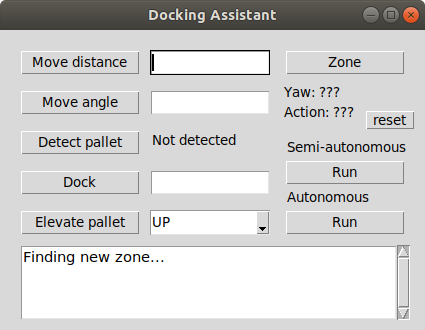 Docking Assistant
Move distance
Zone
Move angle
Yaw: ???
Action: ???
reset
Detect pallet
Not detected
Semi-autonomous
Dock
Run
Autonomous
Elevate pallet
UP
Run
Finding new zone...